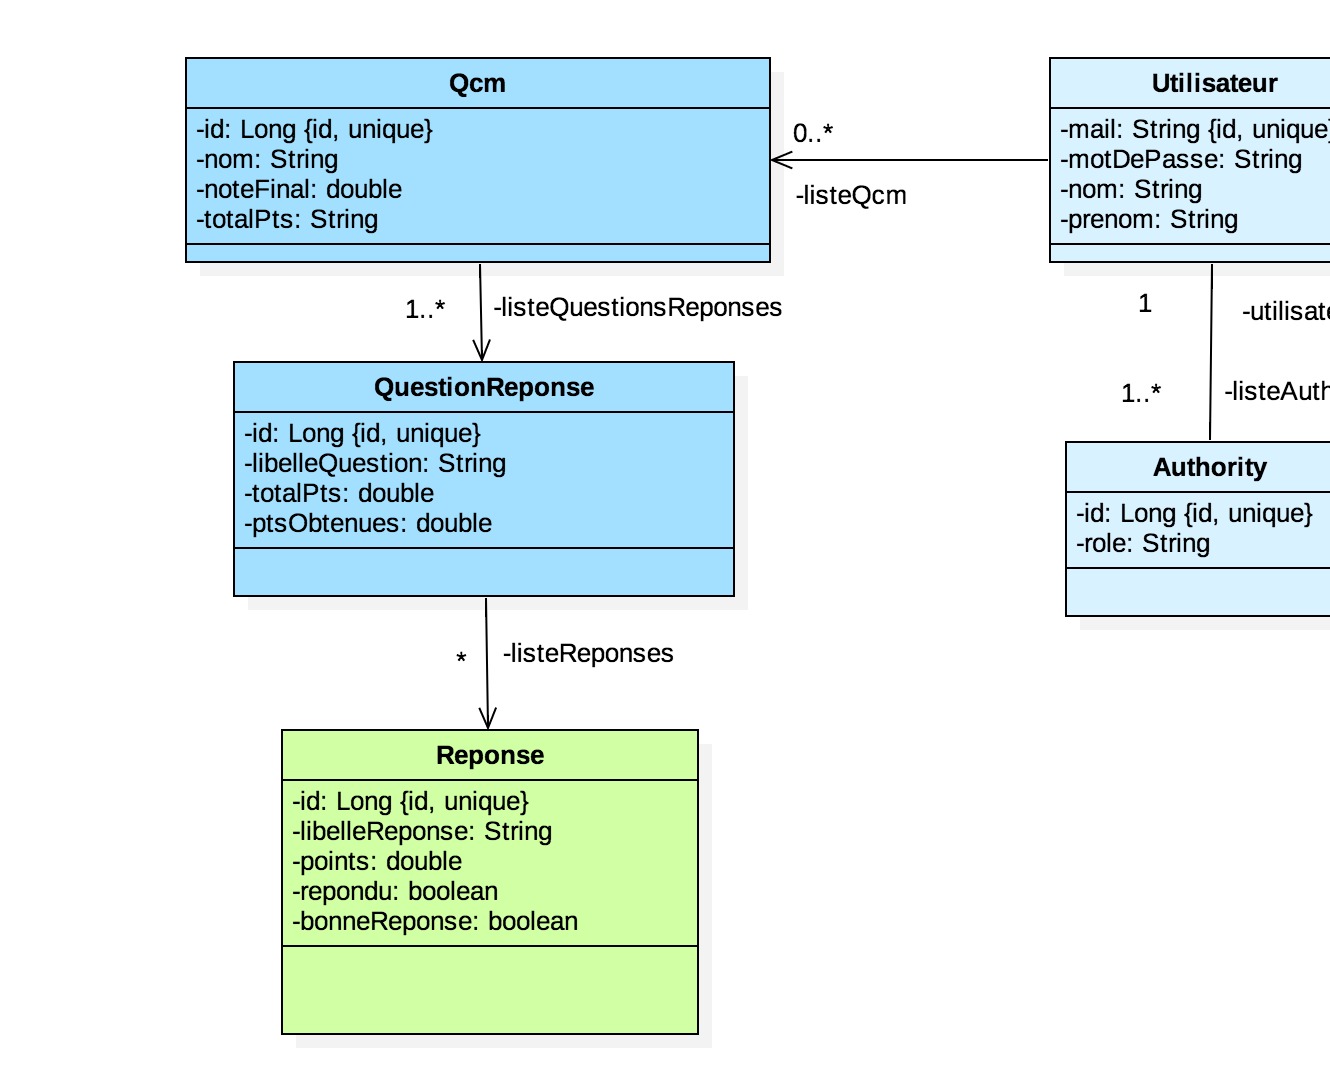 Qcm
-id: Long {id, unique}
-nom: String
-noteFinal: double
-totalPts: String
0..*
-listeQcm
Utilisateur
-mail: String {id, unique}
-motDePasse: String
-nom: String
-prenom: String
1..*
-listeQuestionsReponses
1
-utilisate
1..*
-listeAuth
QuestionReponse
-id: Long {id, unique}
-libelleQuestion: String
-totalPts: double
-ptsObtenues: double
Authority
-id: Long {id, unique}
-role: String
*
-listeReponses
Reponse
-id: Long {id, unique}
-libelleReponse: String
-points: double
-repondu: boolean
-bonneReponse: boolean